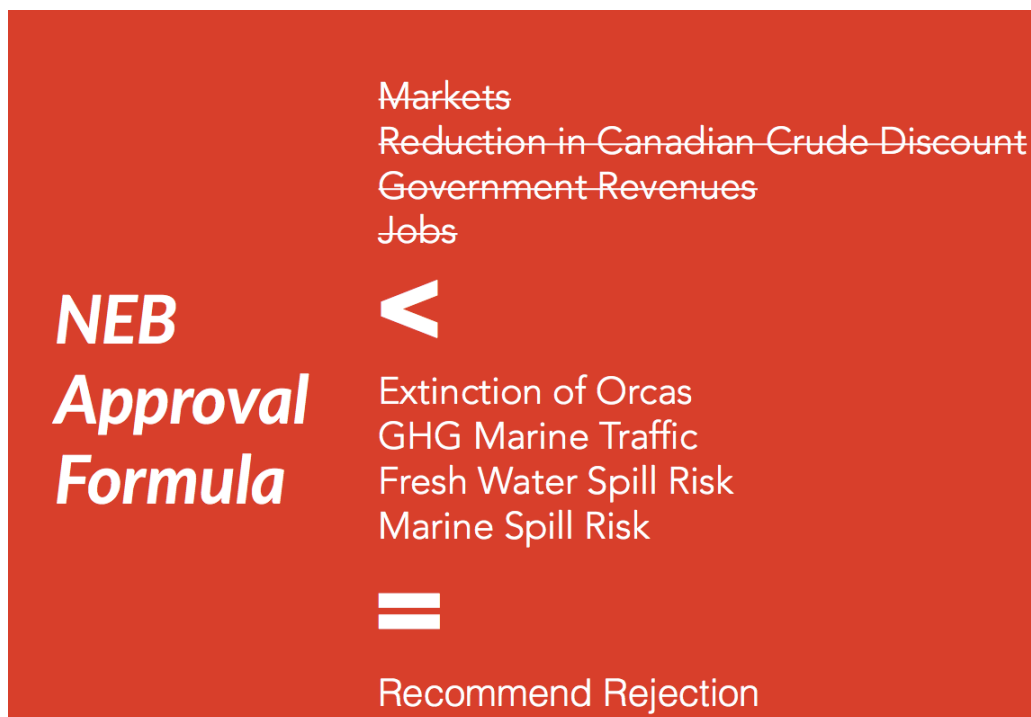 NEB
Approval
Formula
Markets
Reduction in Canadian Crude Discount
Government Revenues
Jobs
<
Extinction of Orcas
GHG Marine Traffic
Fresh Water Spill Risk
Marine Spill Risk
=
Recommend Rejection